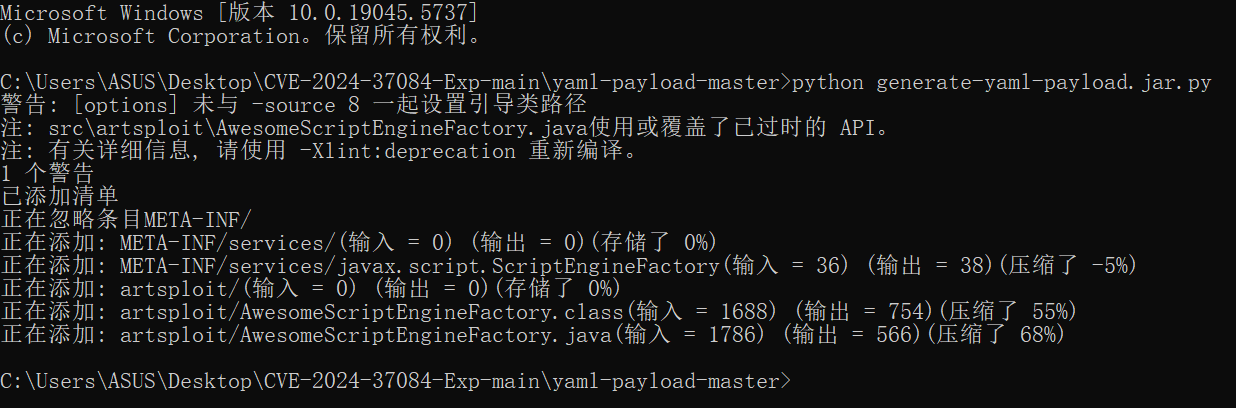 Microsoft Windows [版本 10.0.19045.5737]
(c) Microsoft Corporation。保留所有权利。
C:\Users\ASUS\Desktop\CVE-2024-37084-Exp-main\yaml-payload-master>python generate-yaml-payload.jar.py
警告: [options] 未与 -source 8 一起设置引导类路径
注: src\artsploit\AwesomeScriptEngineFactory.java使用或覆盖了已过时的 API。
注: 有关详细信息, 请使用 -Xlint:deprecation 重新编译。
1 个警告
已添加清单
正在忽略条目META-INF/
正在添加: META-INF/services/(输入 = 0) (输出 = 0)(存储了 0%)
正在添加: META-INF/services/javax.script.ScriptEngineFactory(输入 = 36) (输出 = 38)(压缩了 -5%)
正在添加: artsploit/(输入 = 0) (输出 = 0)(存储了 0%)
正在添加: artsploit/AwesomeScriptEngineFactory.class(输入 = 1688) (输出 = 754)(压缩了 55%)
正在添加: artsploit/AwesomeScriptEngineFactory.java(输入 = 1786) (输出 = 566)(压缩了 68%)
C:\Users\ASUS\Desktop\CVE-2024-37084-Exp-main\yaml-payload-master>